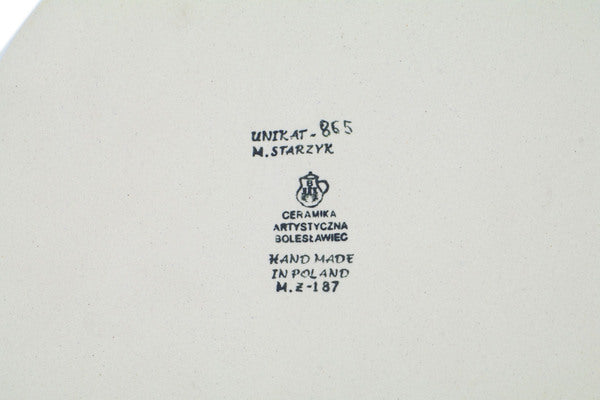 UNIKAT-865
M.STARZYK
B
CERAMIKA
ARTYSTYCZNA
BOLESŁAWIEC
HAND MADE
IN POLAND
M.Z-187